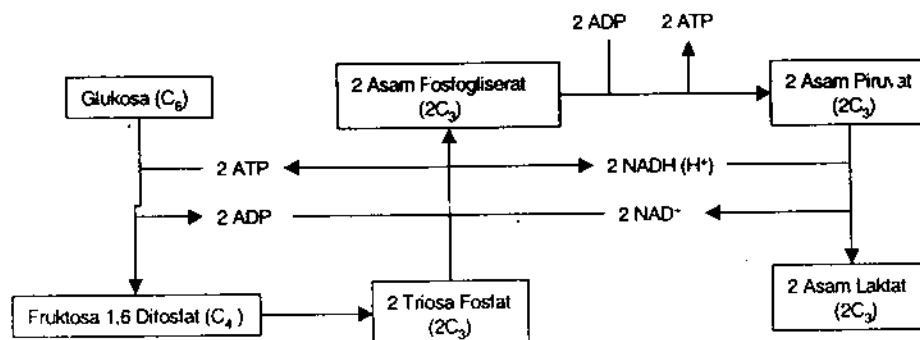 2 ADP
2 ATP
Glukosa (C₆)
2 Asam Fosfogliserat
(2C₃)
2 Asam Piruvat
(2C₃)
2 ATP
2 NADH (H⁺)
2 ADP
2 NAD⁺
Fruktosa 1,6 Difosfat (C₄)
2 Triosa Fosfat
(2C₃)
2 Asam Laktat
(2C₃)